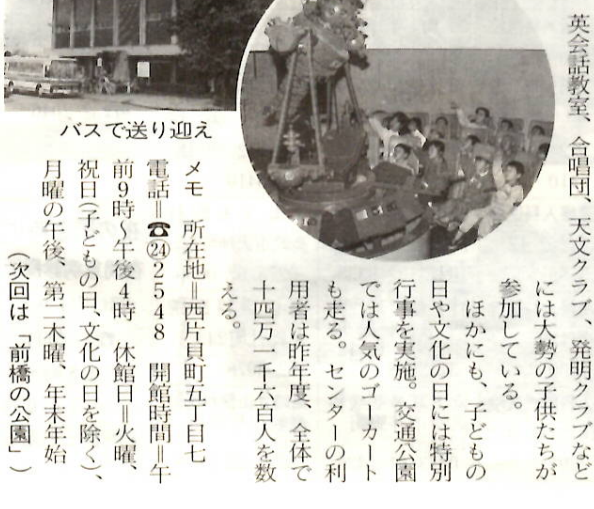 英会話教室、合唱団、天文クラブ、発明クラブなど
には大勢の子供たちが
参加している。
ほかにも、子どもの
日や文化の日には特別
行事を実施。交通公園
では人気のゴーカート
も走る。センターの利
用者は昨年度、全体で
十四万一千六百人を数
える。
バスで送り迎え
メモ　所在地＝西片貝町五丁目七
電話＝☎㉔2548　開館時間＝午
前9時〜午後4時　休館日＝火曜、
祝日(子どもの日、文化の日を除く)、
月曜の午後、第二木曜、年末年始
(次回は「前橋の公園」)